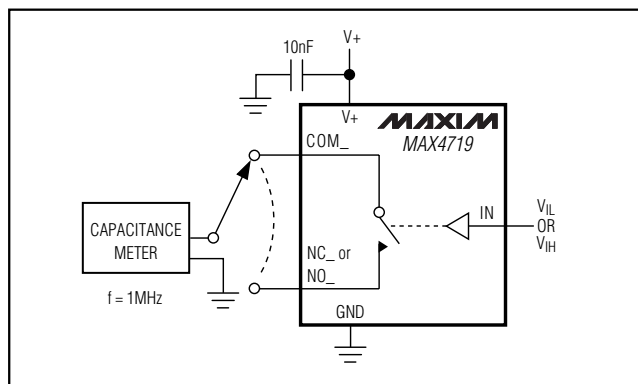 10nF
V+
V+
MAXIM
MAX4719
COM_
IN
V_IL
OR
V_IH
CAPACITANCE
METER
NC_ or
NO_
f = 1MHz
GND